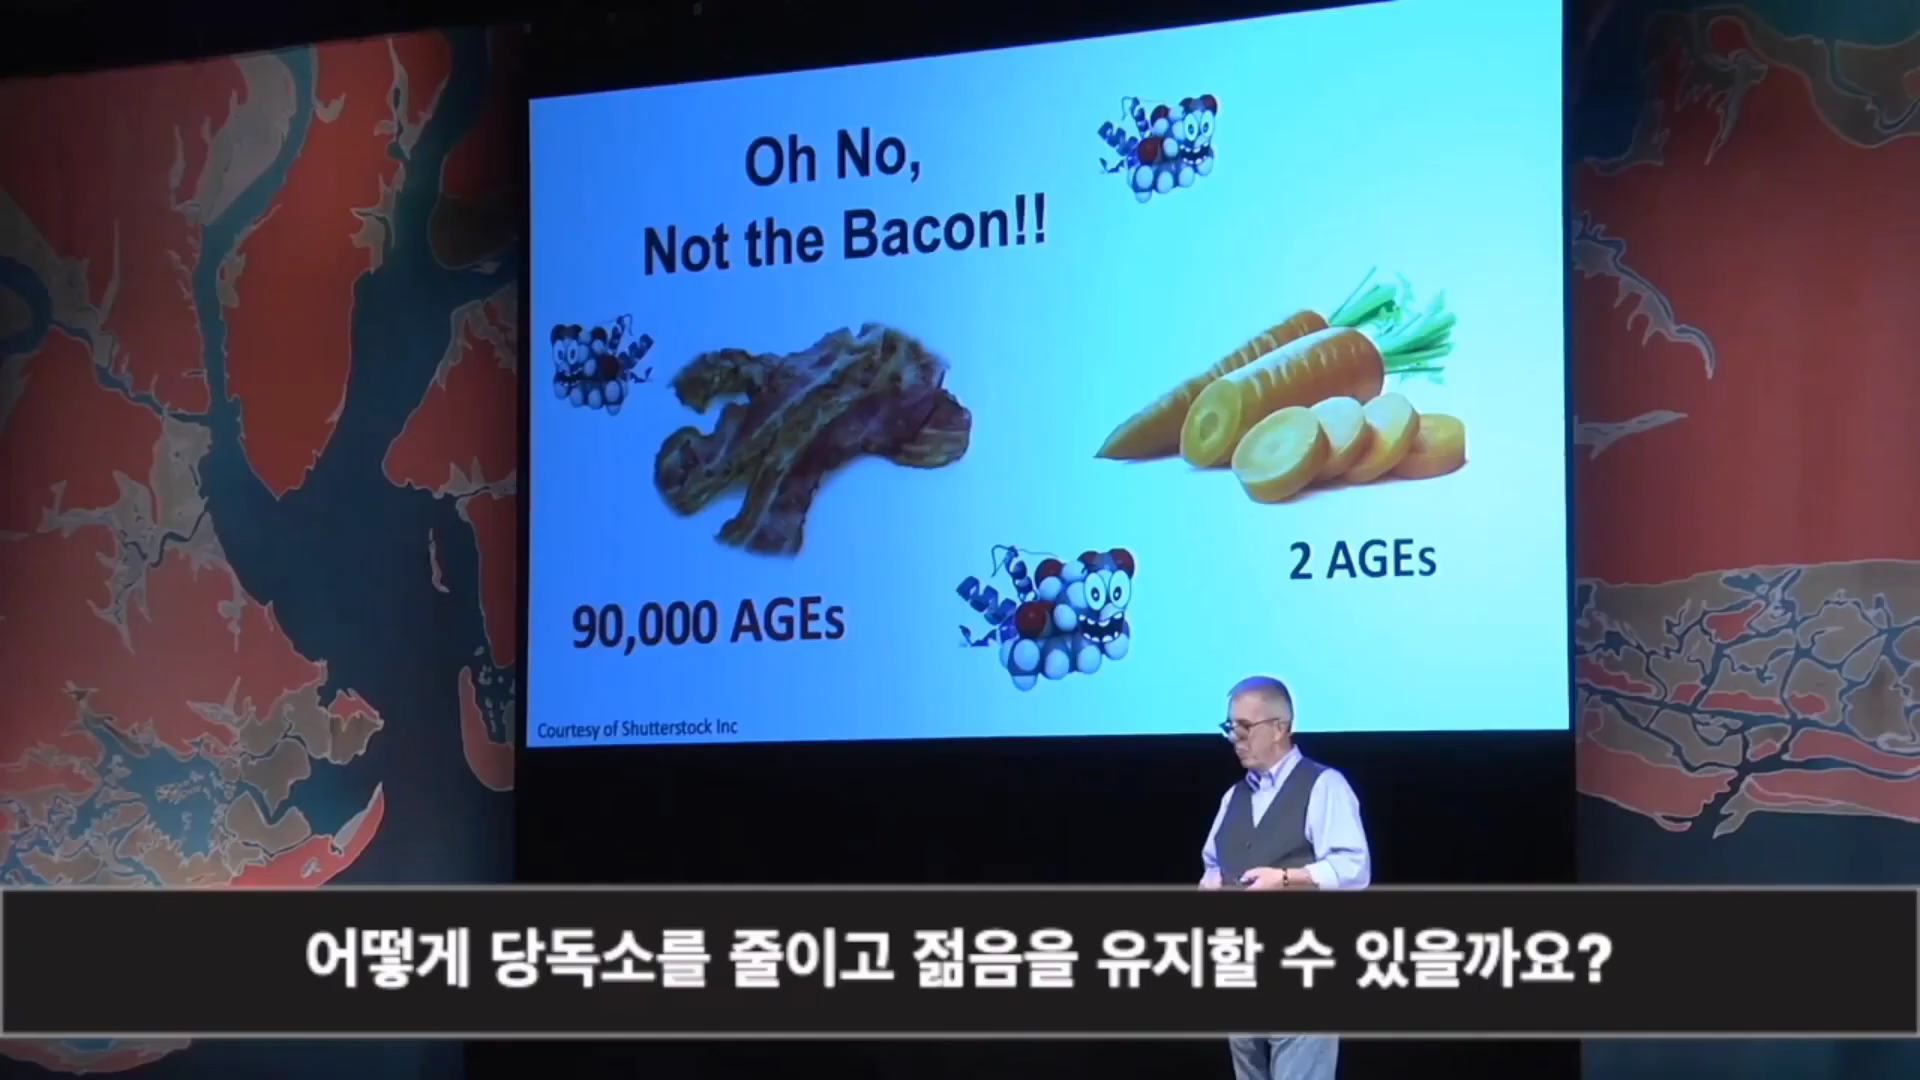 Oh No,
Not the Bacon!!
2 AGEs
90,000 AGEs
Courtesy of Shutterstock Inc
어떻게 당독소를 줄이고 젊음을 유지할 수 있을까요?